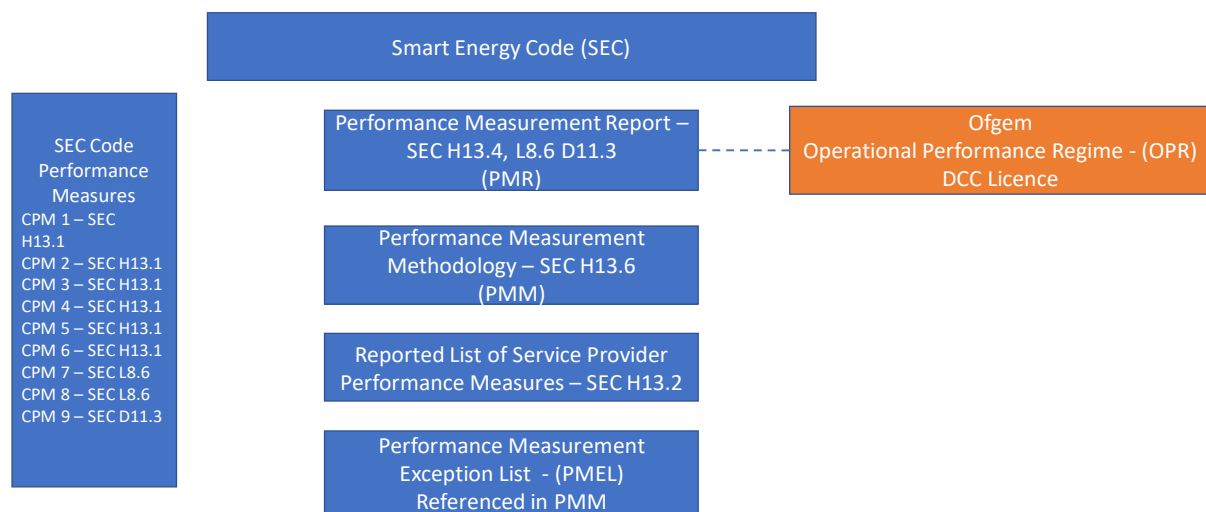 Smart Energy Code (SEC)
SEC Code
Performance
Measures
CPM 1 – SEC
H13.1
CPM 2 – SEC H13.1
CPM 3 – SEC H13.1
CPM 4 – SEC H13.1
CPM 5 – SEC H13.1
CPM 6 – SEC H13.1
CPM 7 – SEC L8.6
CPM 8 – SEC L8.6
CPM 9 – SEC D11.3
Performance Measurement Report –
SEC H13.4, L8.6 D11.3
(PMR)
Ofgem
Operational Performance Regime - (OPR)
DCC Licence
Performance Measurement
Methodology – SEC H13.6
(PMM)
Reported List of Service Provider
Performance Measures – SEC H13.2
Performance Measurement
Exception List - (PMEL)
Referenced in PMM